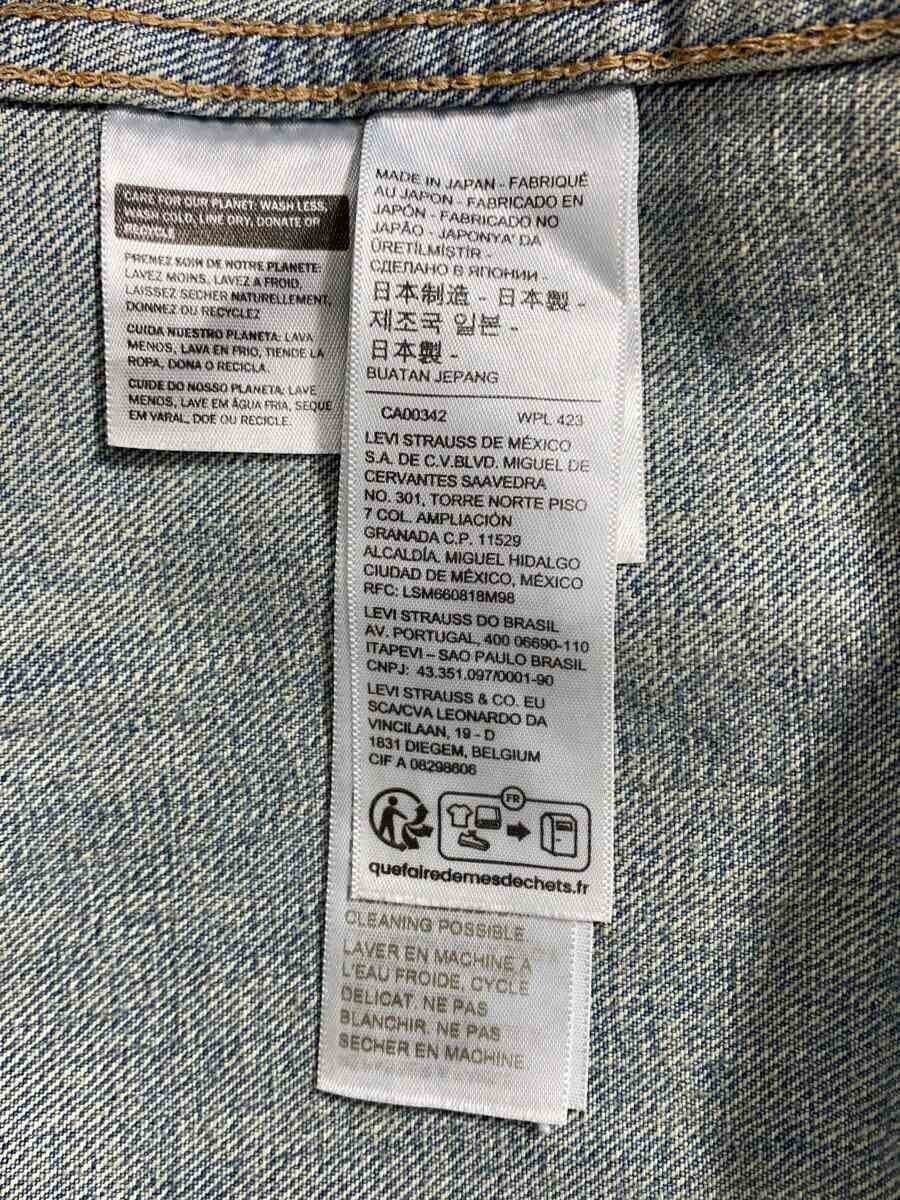 CARE FOR OUR PLANET. WASH LESS,
WASH COLD, LINE DRY, DONATE OR
RECYCLE
PRENEZ SOIN DE NOTRE PLANETE:
LAVEZ MOINS, LAVEZ A FROID,
LAISSEZ SECHER NATURELLEMENT,
DONNEZ OU RECYCLEZ
CUIDA NUESTRO PLANETA: LAVA
MENOS, LAVA EN FRIO, TIENDE LA
ROPA, DONA O RECICLA.
CUIDE DO NOSSO PLANETA: LAVE
MENOS, LAVE EM ÁGUA FRIA, SEQUE
EM VARAL, DOE OU RECICLE.
MADE IN JAPAN - FABRIQUÉ
AU JAPON - FABRICADO EN
JAPÓN - FABRICADO NO
JAPÃO - JAPONYA' DA
ÜRETİLMİŞTİR -
СДЕЛАНО В ЯПОНИИ -
日本制造 - 日本製 -
제조국 일본 -
日本製 -
BUATAN JEPANG
CA00342 WPL 423
LEVI STRAUSS DE MÉXICO
S.A. DE C.V.BLVD. MIGUEL DE
CERVANTES SAAVEDRA
NO. 301, TORRE NORTE PISO
7 COL. AMPLIACIÓN
GRANADA C.P. 11529
ALCALDÍA. MIGUEL HIDALGO
CIUDAD DE MÉXICO, MÉXICO
RFC: LSM660818M98
LEVI STRAUSS DO BRASIL
AV. PORTUGAL, 400 06690-110
ITAPEVI – SAO PAULO BRASIL
CNPJ: 43.351.097/0001-90
LEVI STRAUSS & CO. EU
SCA/CVA LEONARDO DA
VINCILAAN, 19 - D
1831 DIEGEM, BELGIUM
CIF A 08298606
FR
quefairedemesdechets.fr
CLEANING POSSIBLE.
LAVER EN MACHINE A
L'EAU FROIDE, CYCLE
DELICAT. NE PAS
BLANCHIR. NE PAS
SECHER EN MACHINE.